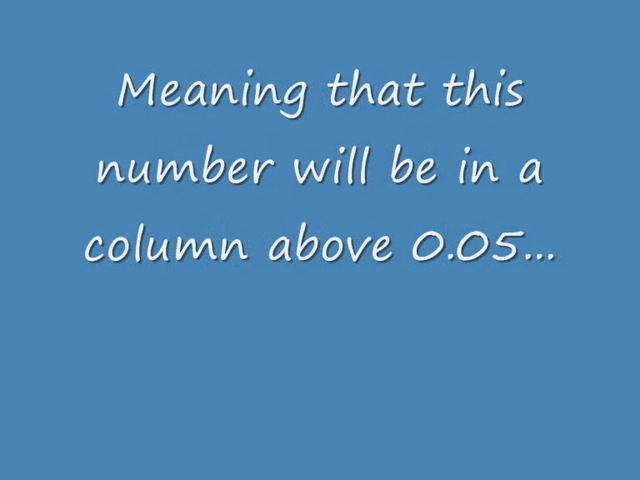 Meaning that this
number will be in a
column above 0.05...